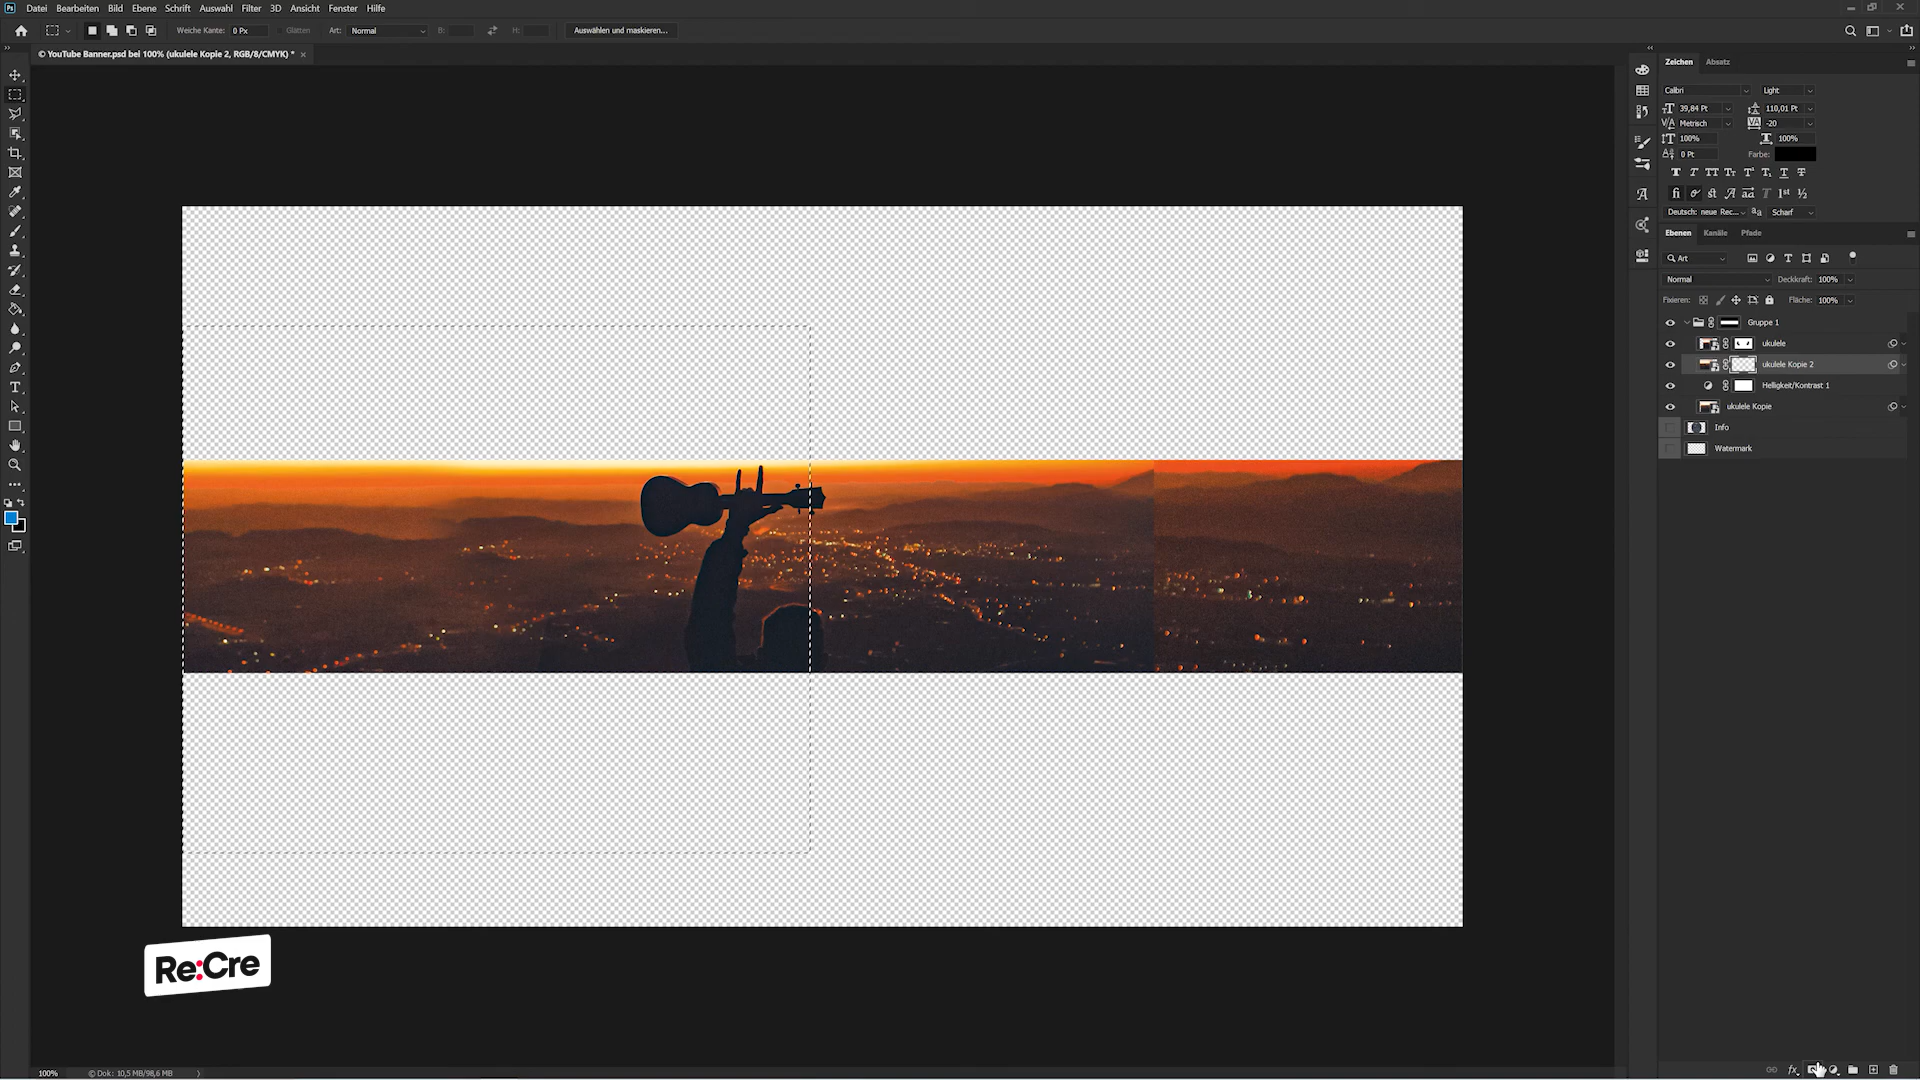 Datei Bearbeiten Bild Ebene Schrift Auswahl Filter 3D Ansicht Fenster Hilfe
Weiche Kante: 0 Px Glätten Art: Normal B: H: Auswählen und maskieren...
© YouTube Banner.psd bei 100% (ukulele Kopie 2, RGB/8/CMYK) *
Zeichen Absatz
Calibri Light
39,84 Pt 110,01 Pt
Metrisch -20
100% 100%
0 Pt Farbe:
Deutsch: neue Rec... Scharf
Ebenen Kanäle Pfade
Art
Normal Deckkraft: 100%
Fixieren: Fläche: 100%
Gruppe 1
ukulele
ukulele Kopie 2
Helligkeit/Kontrast 1
ukulele Kopie
Info
Watermark
Re:Cre
100% © Dok: 10,5 MB/98,6 MB